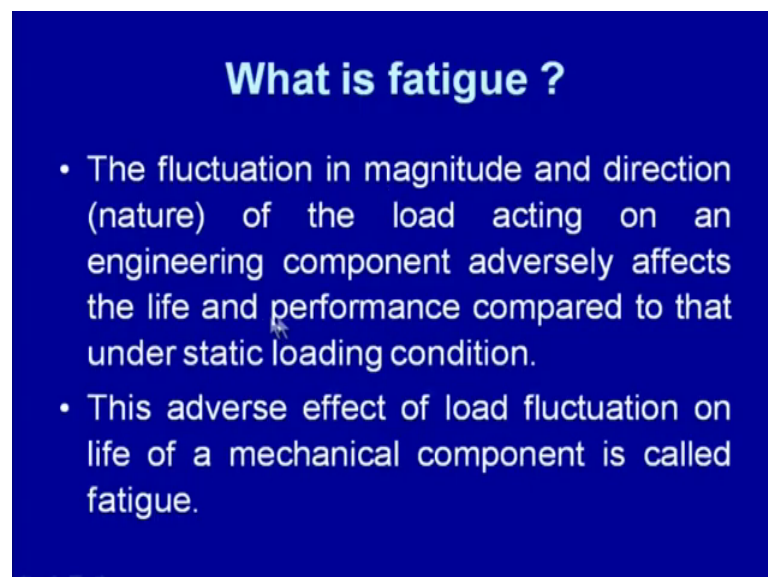 What is fatigue ?
• The fluctuation in magnitude and direction
(nature) of the load acting on an
engineering component adversely affects
the life and performance compared to that
under static loading condition.
• This adverse effect of load fluctuation on
life of a mechanical component is called
fatigue.